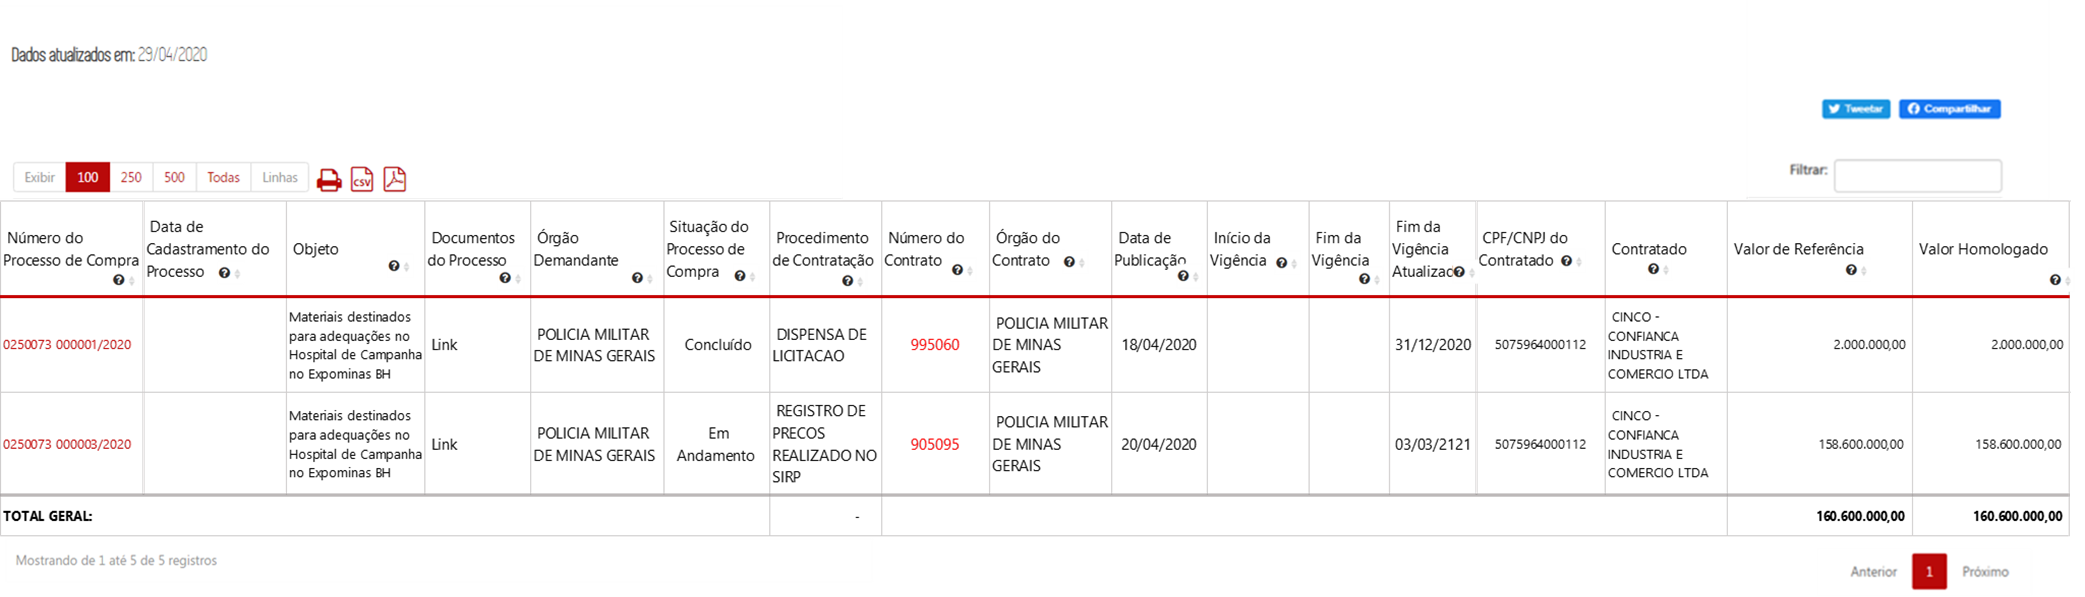 Dados atualizados em: 29/04/2020
Tweetar Compartilhar
Exibir 100 250 500 Todas Linhas CSV Filtrar:
Número do Processo de Compra
Data de Cadastramento do Processo
Objeto
Documentos do Processo
Órgão Demandante
Situação do Processo de Compra
Procedimento de Contratação
Número do Contrato
Órgão do Contrato
Data de Publicação
Início da Vigência
Fim da Vigência
Fim da Vigência Atualizad
CPF/CNPJ do Contratado
Contratado
Valor de Referência
Valor Homologado
0250073 000001/2020
Materiais destinados
para adequações no
Hospital de Campanha
no Expominas BH
Link
POLICIA MILITAR
DE MINAS GERAIS
Concluído
DISPENSA DE
LICITACAO
995060
POLICIA MILITAR
DE MINAS
GERAIS
18/04/2020
31/12/2020
5075964000112
CINCO -
CONFIANCA
INDUSTRIA E
COMERCIO LTDA
2.000.000,00
2.000.000,00
0250073 000003/2020
Materiais destinados
para adequações no
Hospital de Campanha
no Expominas BH
Link
POLICIA MILITAR
DE MINAS GERAIS
Em
Andamento
REGISTRO DE
PRECOS
REALIZADO NO
SIRP
905095
POLICIA MILITAR
DE MINAS
GERAIS
20/04/2020
03/03/2121
5075964000112
CINCO -
CONFIANCA
INDUSTRIA E
COMERCIO LTDA
158.600.000,00
158.600.000,00
TOTAL GERAL: - 160.600.000,00 160.600.000,00
Mostrando de 1 até 5 de 5 registros
Anterior 1 Próximo